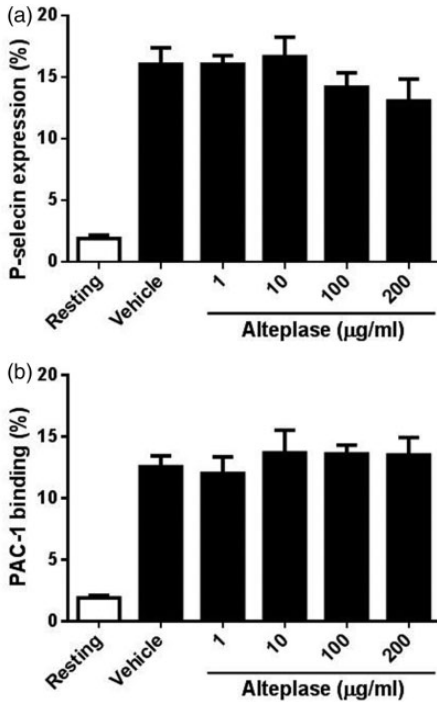 (a)
P-selecin expression (%)
20
15
10
5
0
Resting
Vehicle
1
10
100
200
Alteplase (μg/ml)
(b)
PAC-1 binding (%)
20
15
10
5
0
Resting
Vehicle
1
10
100
200
Alteplase (μg/ml)